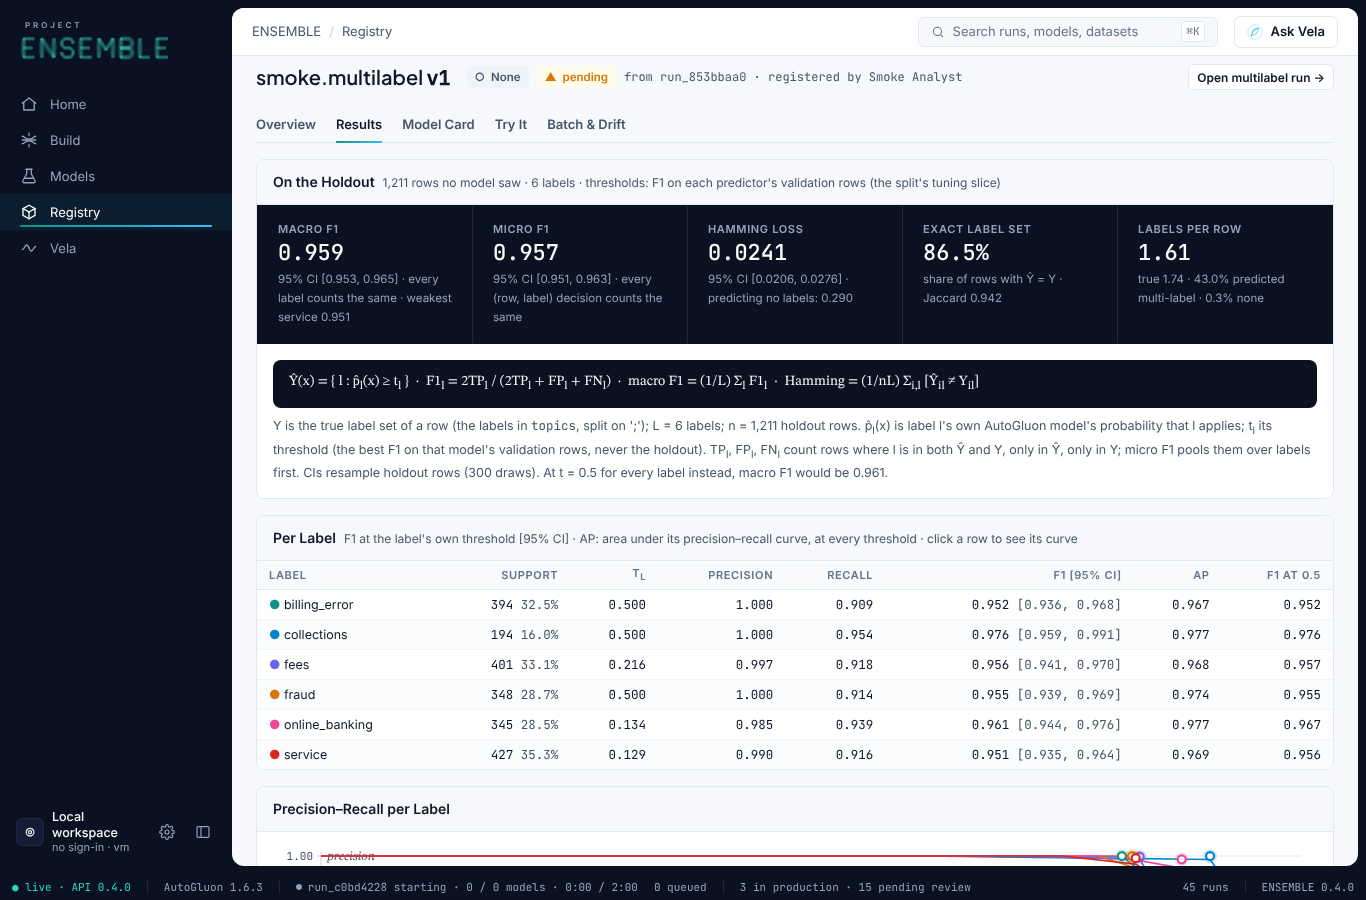 PROJECT
ENSEMBLE
Home
Build
Models
Registry
Vela
Local workspace
no sign-in · vm
ENSEMBLE / Registry
Search runs, models, datasets
⌘K
Ask Vela
smoke.multilabel v1
None
pending
from run_853bbaa0 · registered by Smoke Analyst
Open multilabel run →
Overview
Results
Model Card
Try It
Batch & Drift
On the Holdout 1,211 rows no model saw · 6 labels · thresholds: F1 on each predictor's validation rows (the split's tuning slice)
MACRO F1
0.959
95% CI [0.953, 0.965] · every
label counts the same · weakest
service 0.951
MICRO F1
0.957
95% CI [0.951, 0.963] · every
(row, label) decision counts the
same
HAMMING LOSS
0.0241
95% CI [0.0206, 0.0276] ·
predicting no labels: 0.290
EXACT LABEL SET
86.5%
share of rows with Ŷ = Y ·
Jaccard 0.942
LABELS PER ROW
1.61
true 1.74 · 43.0% predicted
multi-label · 0.3% none
Ŷ(x) = { l : p̂l(x) ≥ tl } · F1l = 2TPl / (2TPl + FPl + FNl) · macro F1 = (1/L) Σl F1l · Hamming = (1/nL) Σi,l [Ŷil ≠ Yil]
Y is the true label set of a row (the labels in topics, split on ';'); L = 6 labels; n = 1,211 holdout rows. p̂l(x) is label l's own AutoGluon model's probability that l applies; tl its
threshold (the best F1 on that model's validation rows, never the holdout). TPl, FPl, FNl count rows where l is in both Ŷ and Y, only in Ŷ, only in Y; micro F1 pools them over labels
first. CIs resample holdout rows (300 draws). At t = 0.5 for every label instead, macro F1 would be 0.961.
Per Label F1 at the label's own threshold [95% CI] · AP: area under its precision–recall curve, at every threshold · click a row to see its curve
LABEL SUPPORT TL PRECISION RECALL F1 [95% CI] AP F1 AT 0.5
billing_error 394 32.5% 0.500 1.000 0.909 0.952 [0.936, 0.968] 0.967 0.952
collections 194 16.0% 0.500 1.000 0.954 0.976 [0.959, 0.991] 0.977 0.976
fees 401 33.1% 0.216 0.997 0.918 0.956 [0.941, 0.970] 0.968 0.957
fraud 348 28.7% 0.500 1.000 0.914 0.955 [0.939, 0.969] 0.974 0.955
online_banking 345 28.5% 0.134 0.985 0.939 0.961 [0.944, 0.976] 0.977 0.967
service 427 35.3% 0.129 0.990 0.916 0.951 [0.935, 0.964] 0.969 0.956
Precision–Recall per Label
1.00
precision
live · API 0.4.0
AutoGluon 1.6.3
run_c0bd4228 starting · 0 / 0 models · 0:00 / 2:00 0 queued
3 in production · 15 pending review
45 runs
ENSEMBLE 0.4.0